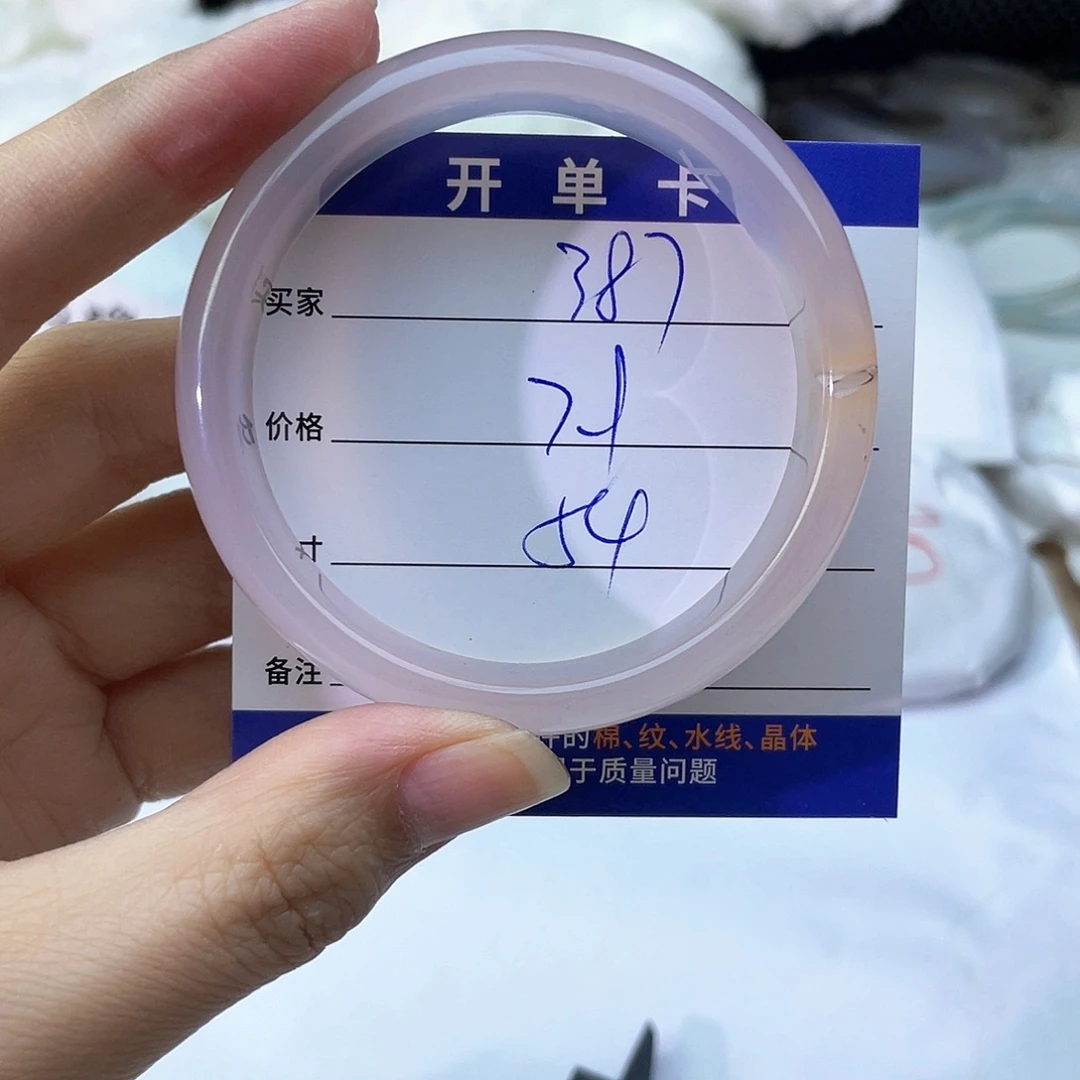 开单卡
买家 387
价格 71
寸 54
备注
的棉、纹、水线、晶体
于质量问题